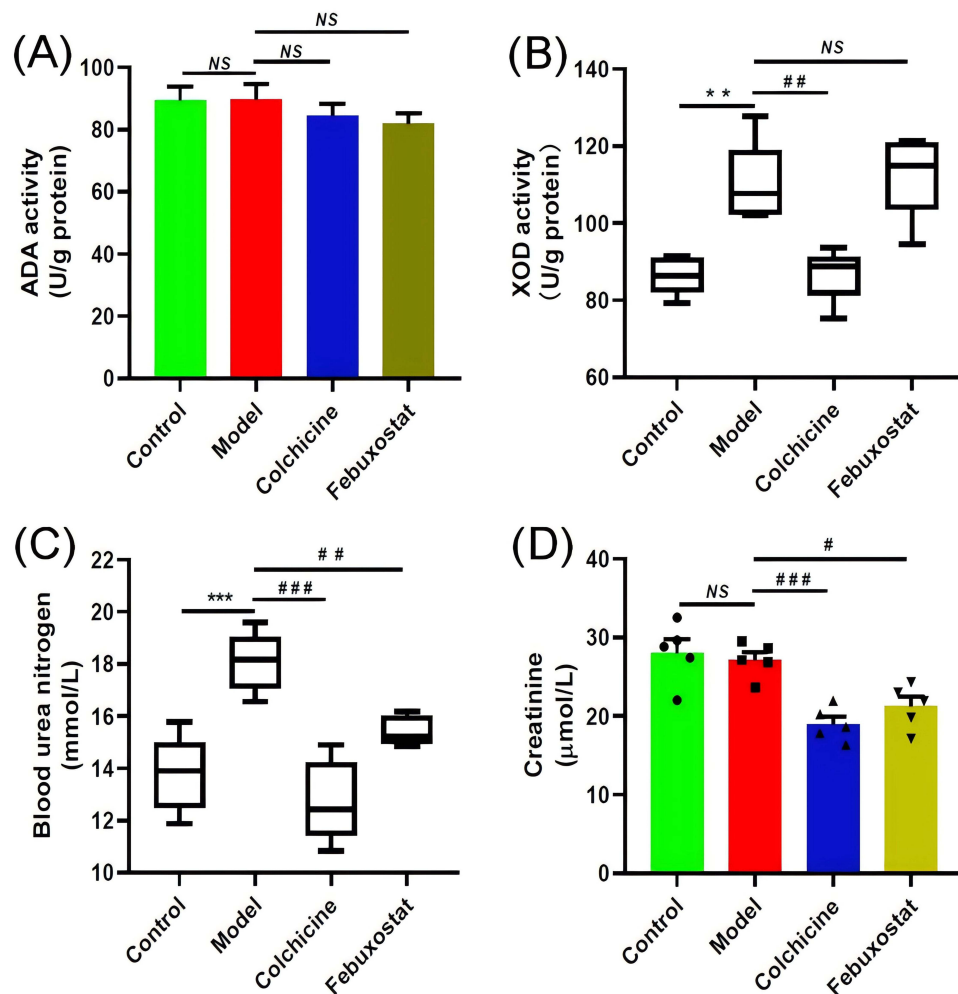 (A)
NS
NS
NS
ADA activity
(U/g protein)
100
80
60
40
20
0
Control
Model
Colchicine
Febuxostat
(B)
NS
* *
##
XOD activity
（U/g protein）
140
120
100
80
60
Control
Model
Colchicine
Febuxostat
(C)
# #
***
###
Blood urea nitrogen
(mmol/L)
22
20
18
16
14
12
10
Control
Model
Colchicine
Febuxostat
(D)
#
NS
###
Creatinine
(μmol/L)
40
30
20
10
0
Control
Model
Colchicine
Febuxostat